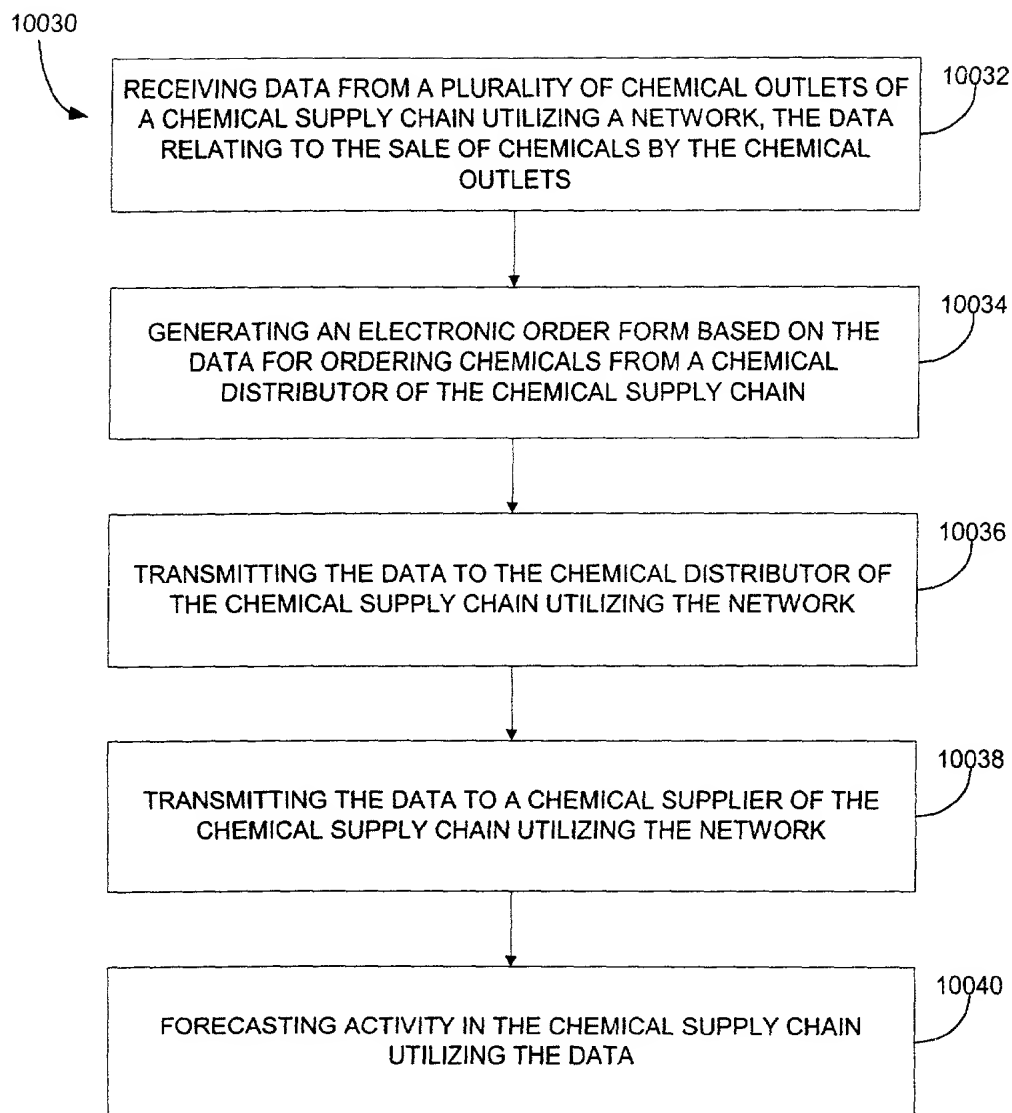 10030
RECEIVING DATA FROM A PLURALITY OF CHEMICAL OUTLETS OF
A CHEMICAL SUPPLY CHAIN UTILIZING A NETWORK, THE DATA
RELATING TO THE SALE OF CHEMICALS BY THE CHEMICAL
OUTLETS
10032
GENERATING AN ELECTRONIC ORDER FORM BASED ON THE
DATA FOR ORDERING CHEMICALS FROM A CHEMICAL
DISTRIBUTOR OF THE CHEMICAL SUPPLY CHAIN
10034
TRANSMITTING THE DATA TO THE CHEMICAL DISTRIBUTOR OF
THE CHEMICAL SUPPLY CHAIN UTILIZING THE NETWORK
10036
TRANSMITTING THE DATA TO A CHEMICAL SUPPLIER OF THE
CHEMICAL SUPPLY CHAIN UTILIZING THE NETWORK
10038
FORECASTING ACTIVITY IN THE CHEMICAL SUPPLY CHAIN
UTILIZING THE DATA
10040